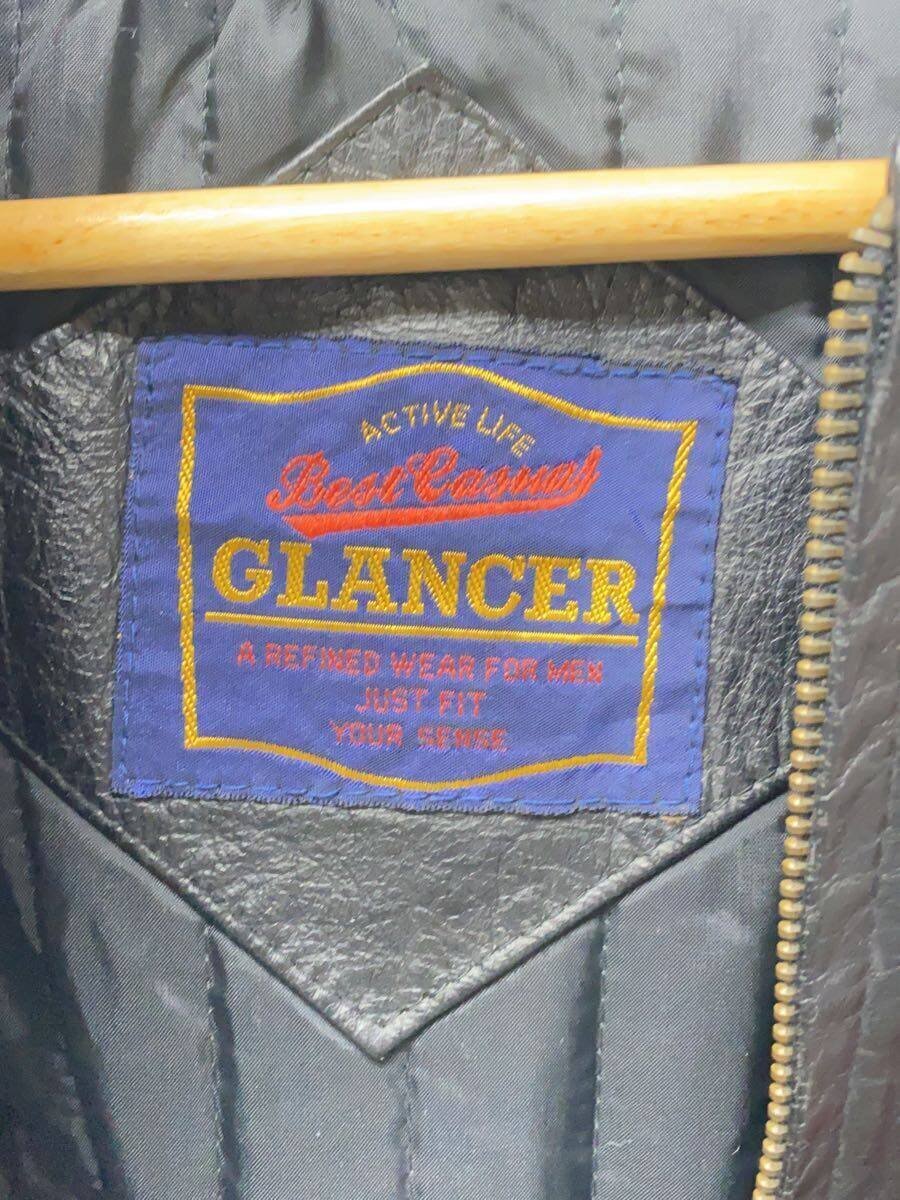 ACTIVE LIFE
Best Casual
GLANCER
A REFINED WEAR FOR MEN
JUST FIT
YOUR SENSE